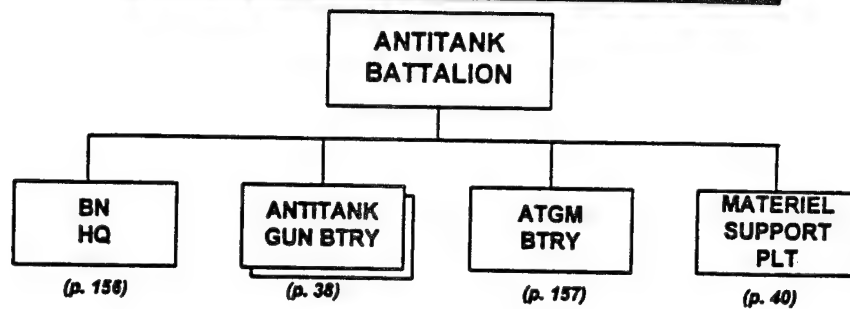 ANTITANK
BATTALION
BN
HQ
(p. 156)
ANTITANK
GUN BTRY
(p. 38)
ATGM
BTRY
(p. 157)
MATERIEL
SUPPORT
PLT
(p. 40)